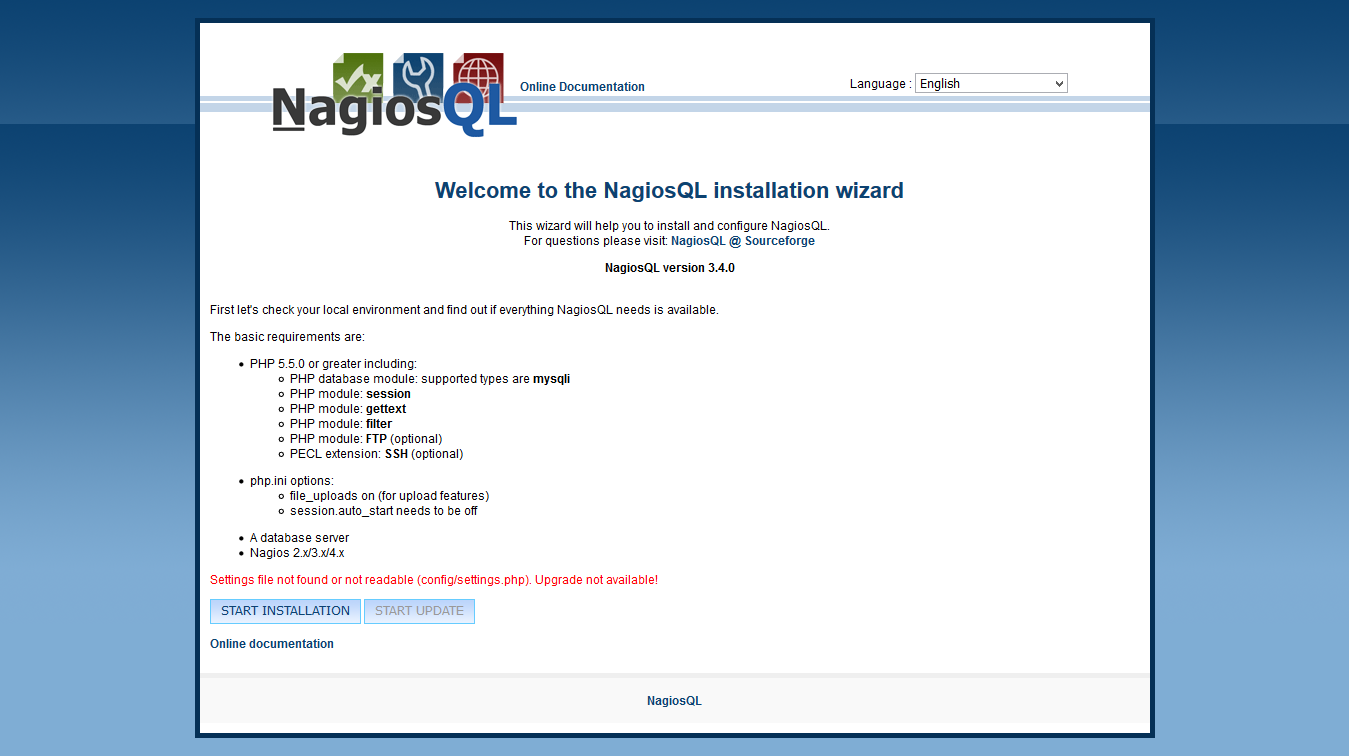 NagiosQL
Online Documentation
Language : English
Welcome to the NagiosQL installation wizard
This wizard will help you to install and configure NagiosQL.
For questions please visit: NagiosQL @ Sourceforge
NagiosQL version 3.4.0
First let's check your local environment and find out if everything NagiosQL needs is available.
The basic requirements are:
PHP 5.5.0 or greater including:
PHP database module: supported types are mysqli
PHP module: session
PHP module: gettext
PHP module: filter
PHP module: FTP (optional)
PECL extension: SSH (optional)
php.ini options:
file_uploads on (for upload features)
session.auto_start needs to be off
A database server
Nagios 2.x/3.x/4.x
Settings file not found or not readable (config/settings.php). Upgrade not available!
START INSTALLATION START UPDATE
Online documentation
NagiosQL